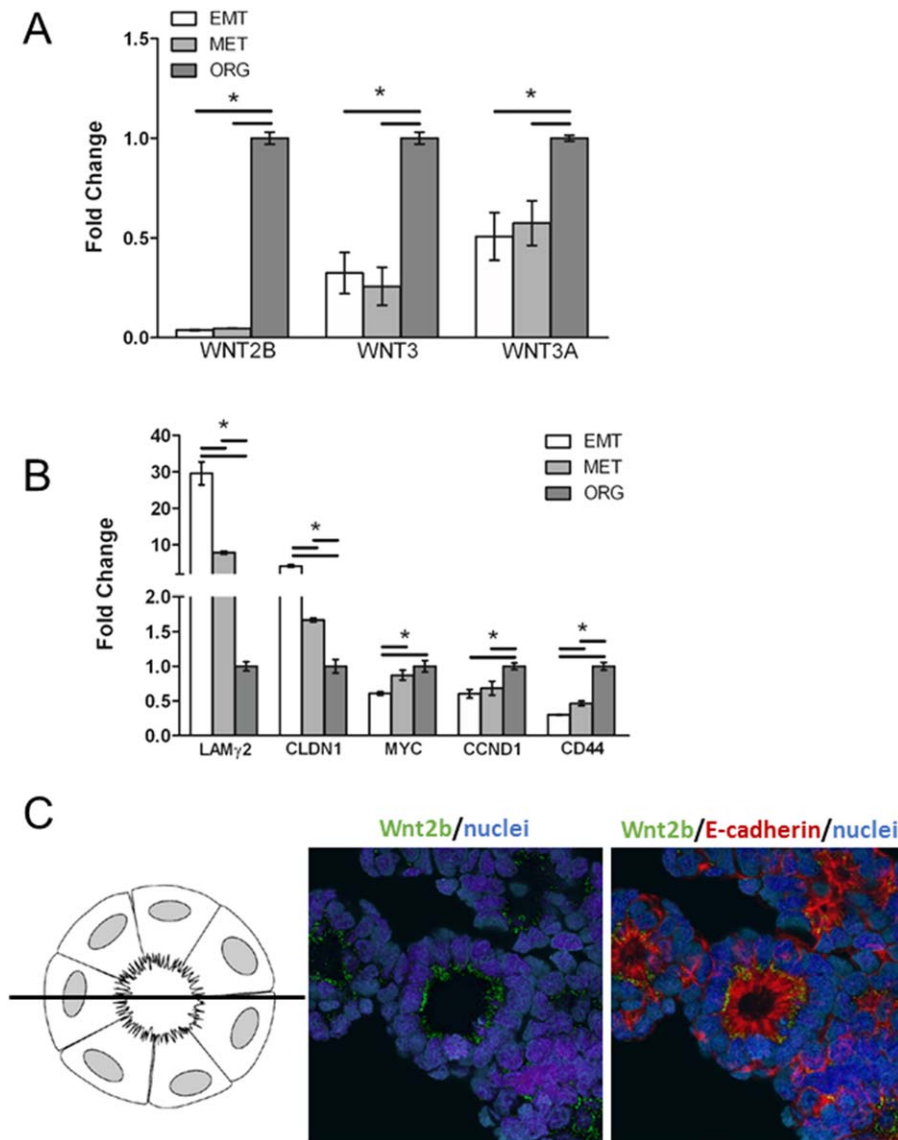 A
EMT
MET
ORG
Fold Change
1.5
1.0
0.5
0.0
*
*
*
WNT2B WNT3 WNT3A
B
EMT
MET
ORG
Fold Change
40
30
20
10
2.0
1.5
1.0
0.5
0.0
*
*
*
*
*
LAMγ2 CLDN1 MYC CCND1 CD44
C
Wnt2b/nuclei
Wnt2b/E-cadherin/nuclei